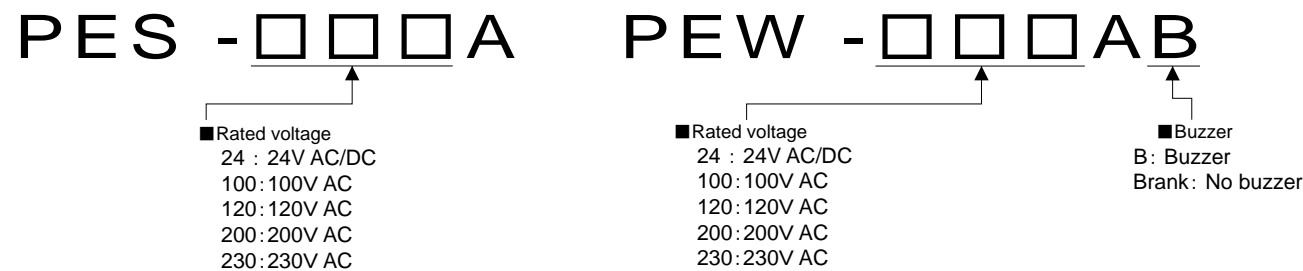 PES -□□□A
■Rated voltage
24 : 24V AC/DC
100:100V AC
120:120V AC
200:200V AC
230:230V AC
PEW -□□□AB
■Rated voltage
24 : 24V AC/DC
100:100V AC
120:120V AC
200:200V AC
230:230V AC
■Buzzer
B: Buzzer
Brank: No buzzer